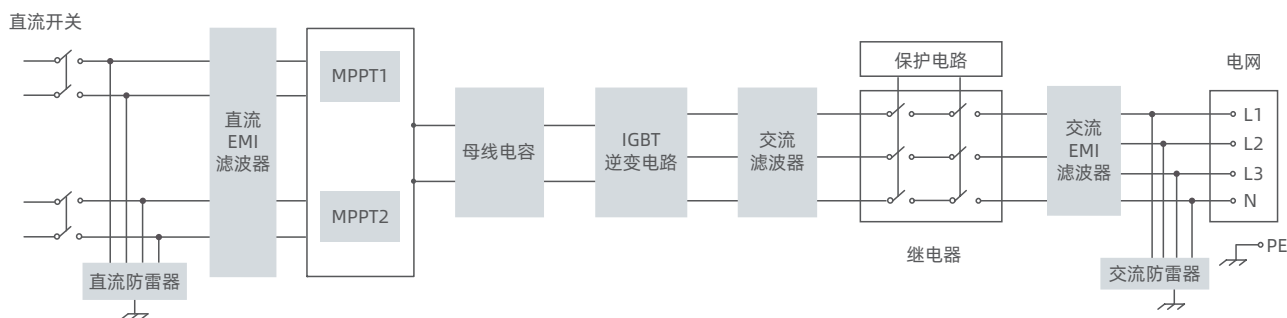 直流开关
直流
EMI
滤波器
MPPT1
MPPT2
直流防雷器
母线电容
IGBT
逆变电路
交流
滤波器
保护电路
继电器
交流
EMI
滤波器
电网
L1
L2
L3
N
PE
交流防雷器